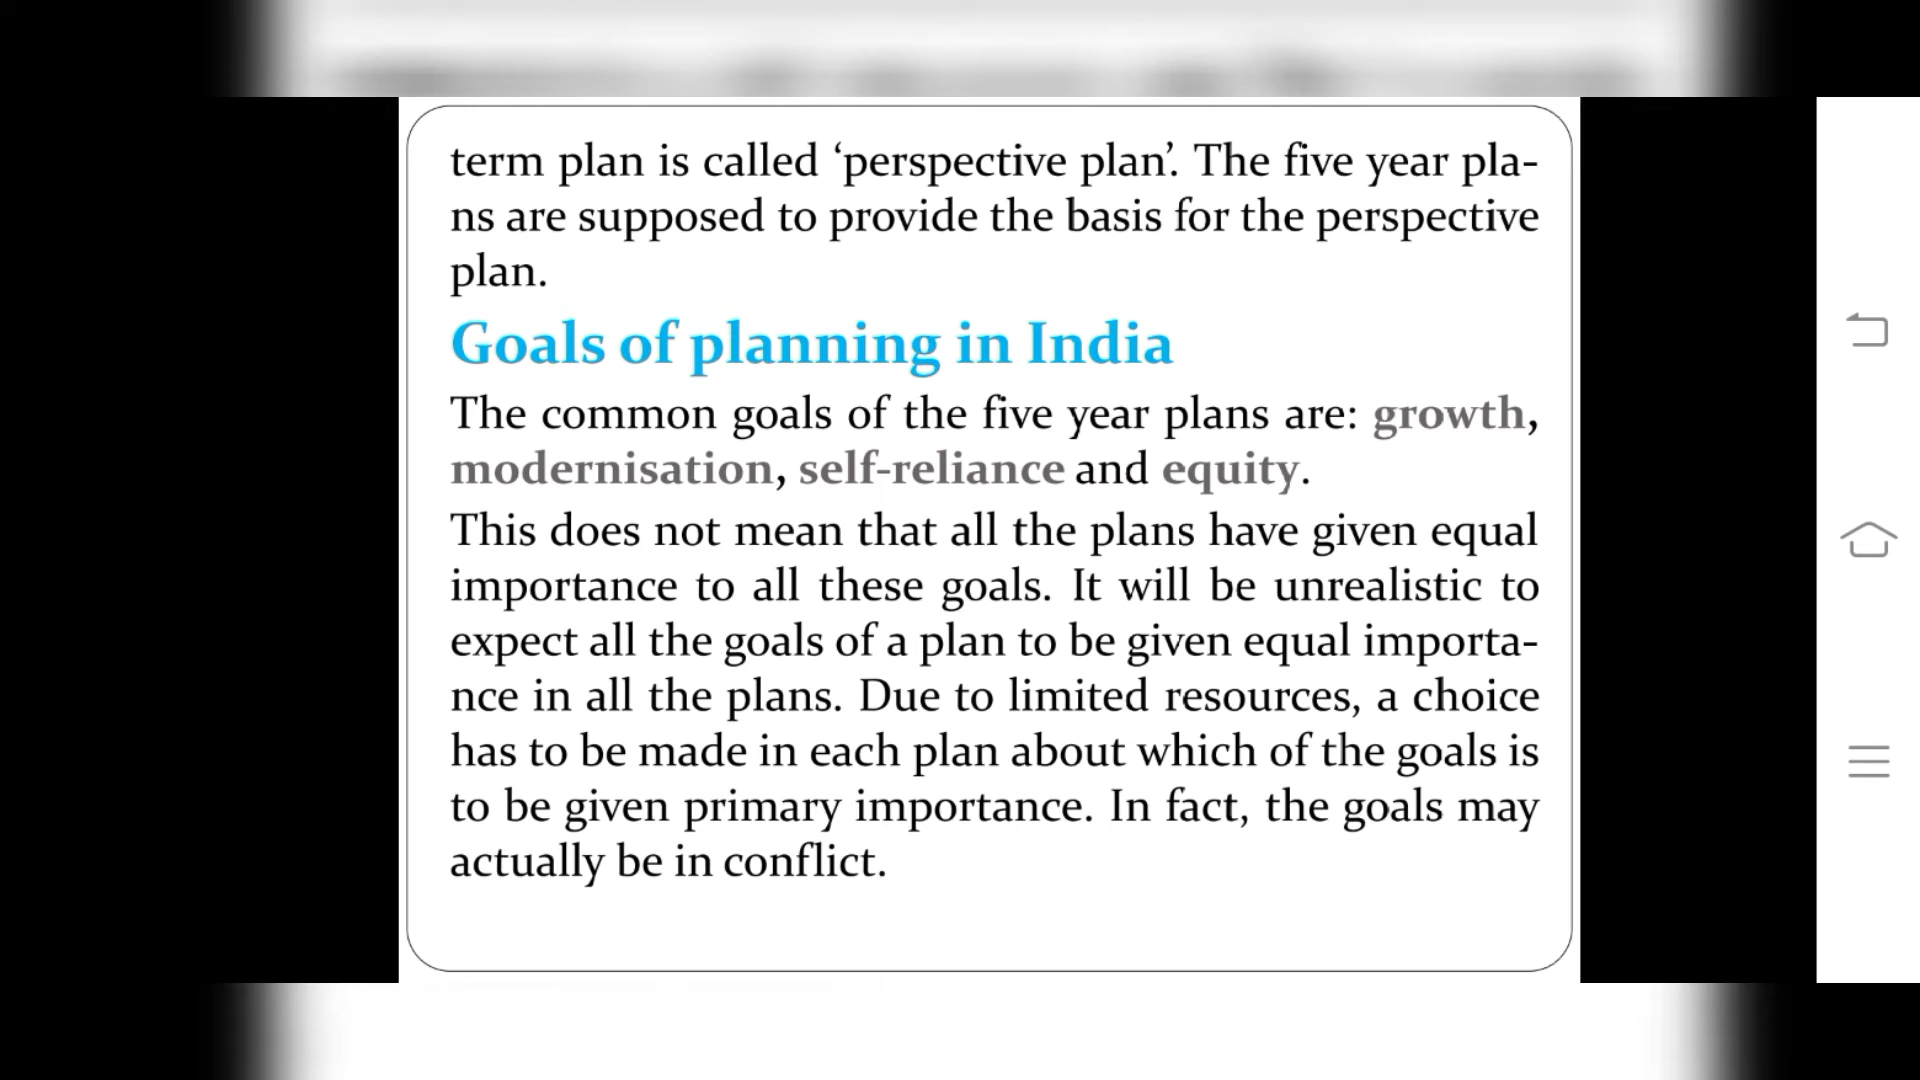 term plan is called ‘perspective plan’. The five year pla-
ns are supposed to provide the basis for the perspective
plan.
Goals of planning in India
The common goals of the five year plans are: growth,
modernisation, self-reliance and equity.
This does not mean that all the plans have given equal
importance to all these goals. It will be unrealistic to
expect all the goals of a plan to be given equal importa-
nce in all the plans. Due to limited resources, a choice
has to be made in each plan about which of the goals is
to be given primary importance. In fact, the goals may
actually be in conflict.